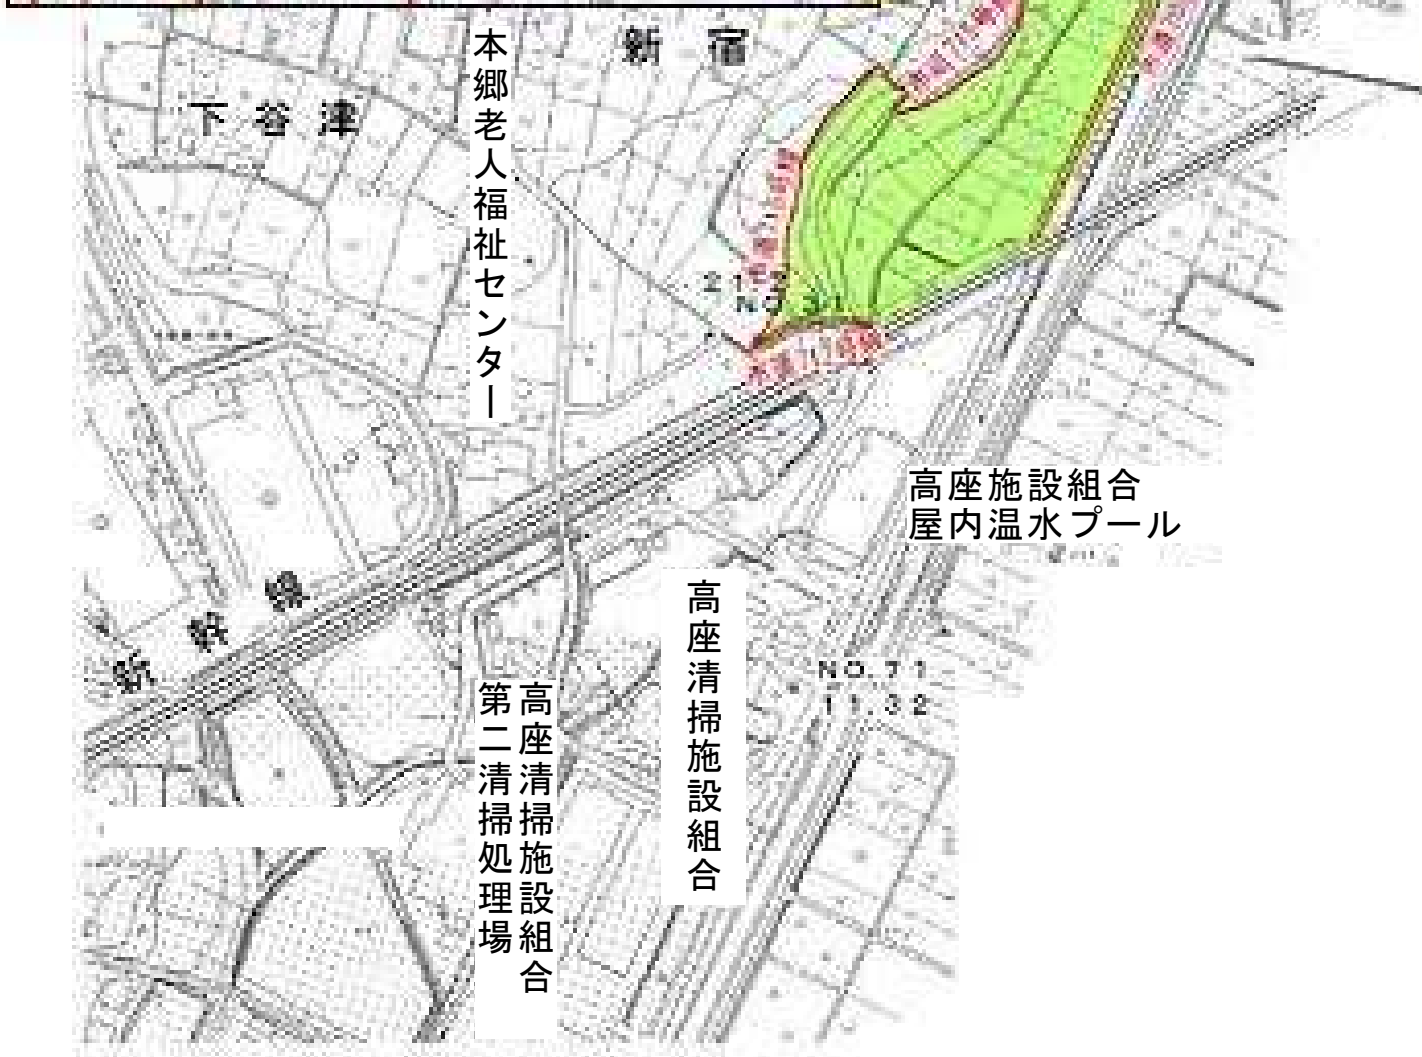 新宿
下谷津
本郷老人福祉センター
高座施設組合
屋内温水プール
新幹線
高座清掃施設組合
NO.71
11.32
高座清掃施設組合
第二清掃処理場